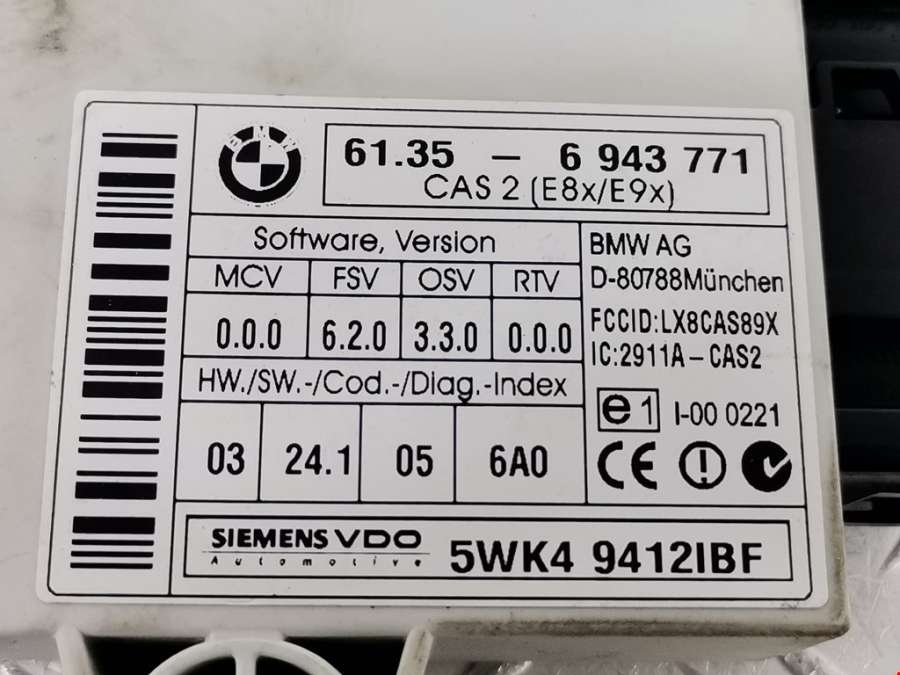 BMW
61.35 – 6 943 771
CAS 2 (E8x/E9x)
Software, Version
MCV FSV OSV RTV
0.0.0 6.2.0 3.3.0 0.0.0
HW./SW.-/Cod.-/Diag.-Index
03 24.1 05 6A0
BMW AG
D-80788München
FCCID:LX8CAS89X
IC:2911A-CAS2
e1 I-00 0221
CE
SIEMENS VDO
Automotive
5WK4 9412IBF